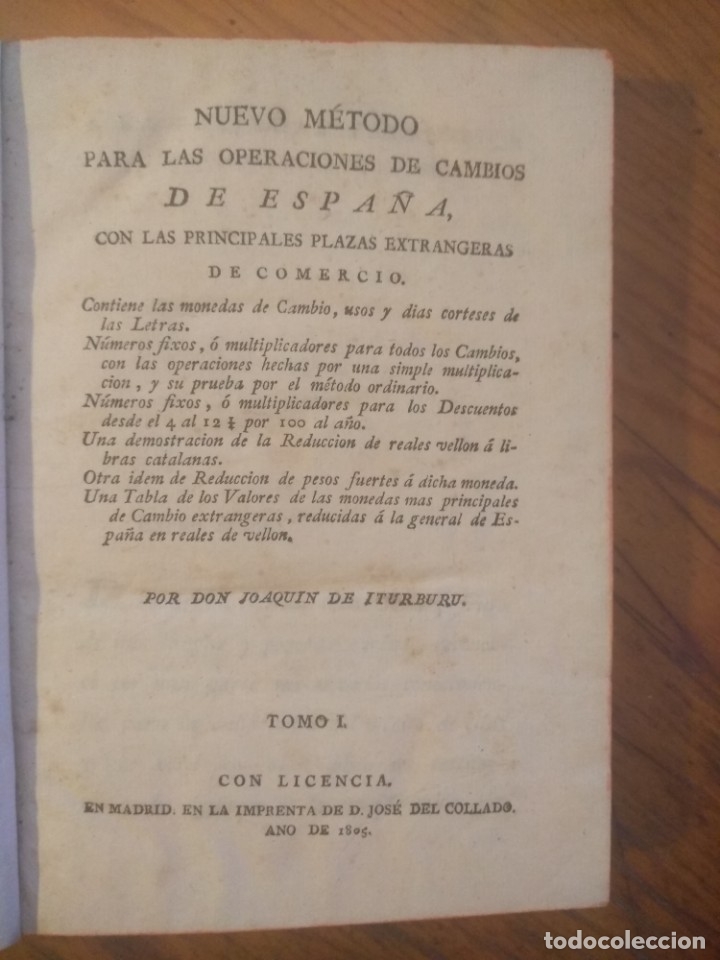 NUEVO MÉTODO
PARA LAS OPERACIONES DE CAMBIOS
DE ESPAÑA,
CON LAS PRINCIPALES PLAZAS EXTRANGERAS
DE COMERCIO.
Contiene las monedas de Cambio, usos y dias corteses de
las Letras.
Números fixos, ó multiplicadores para todos los Cambios,
con las operaciones hechas por una simple multiplica-
cion, y su prueba por el método ordinario.
Números fixos, ó multiplicadores para los Descuentos
desde el 4 al 12 ½ por 100 al año.
Una demostracion de la Reduccion de reales vellon á li-
bras catalanas.
Otra idem de Reduccion de pesos fuertes á dicha moneda.
Una Tabla de los Valores de las monedas mas principales
de Cambio extrangeras, reducidas á la general de Es-
paña en reales de vellon.
POR DON JOAQUIN DE ITURBURU.
TOMO I.
CON LICENCIA.
EN MADRID. EN LA IMPRENTA DE D. JOSÉ DEL COLLADO.
ANO DE 1805.
todocoleccion